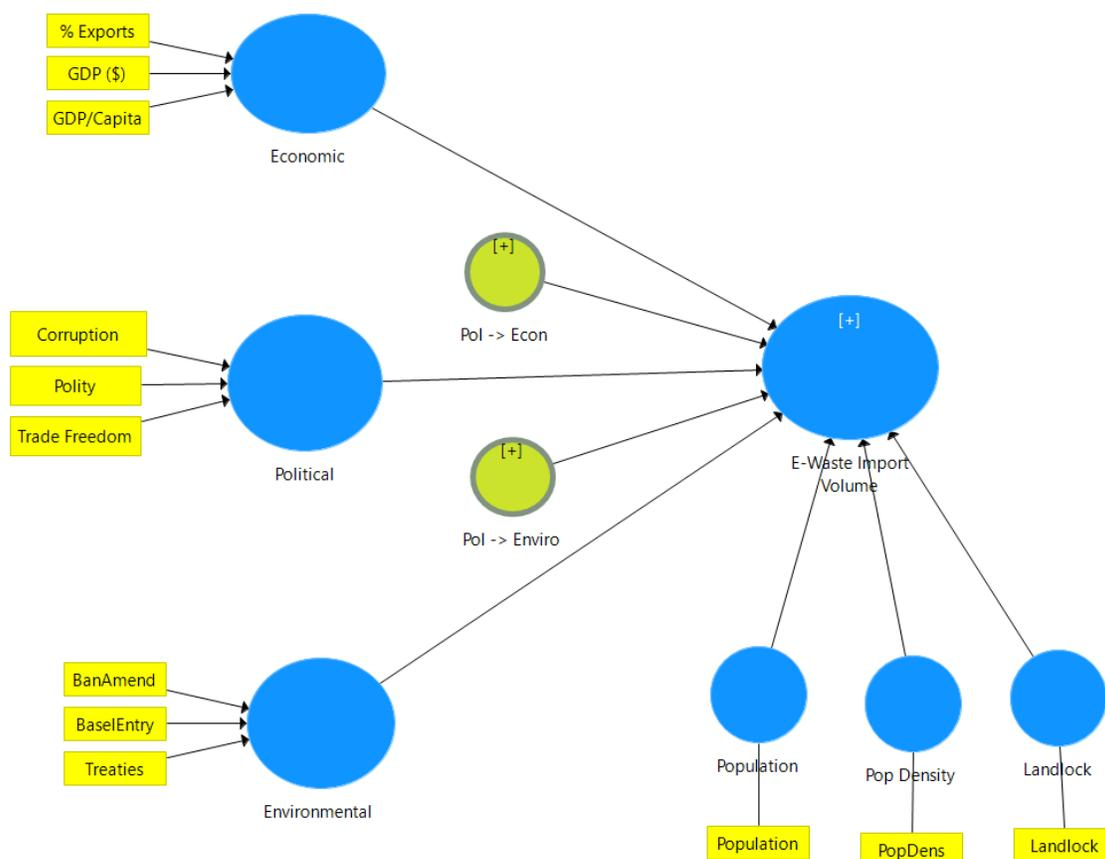 % Exports
GDP ($)
GDP/Capita
Economic
[+]
Pol -> Econ
Corruption
Polity
Trade Freedom
Political
[+]
E-Waste Import
Volume
[+]
Pol -> Enviro
BanAmend
BaselEntry
Treaties
Environmental
Population
Pop Density
Landlock
Population
PopDens
Landlock